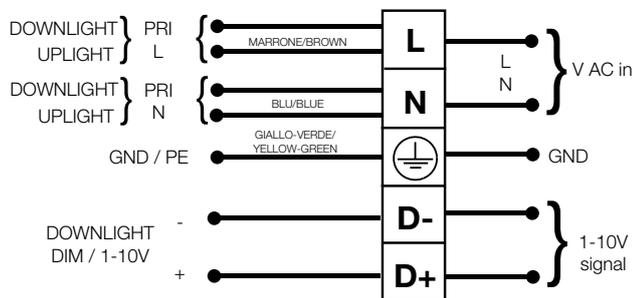 DOWNLIGHT } PRI {
UPLIGHT } L {
MARRONE/BROWN
L
L
N
} V AC in
DOWNLIGHT } PRI {
UPLIGHT } N {
BLU/BLUE
N
GND / PE
GIALLO-VERDE/
YELLOW-GREEN
GND
DOWNLIGHT
DIM / 1-10V
-
+
D-
D+
} 1-10V
signal